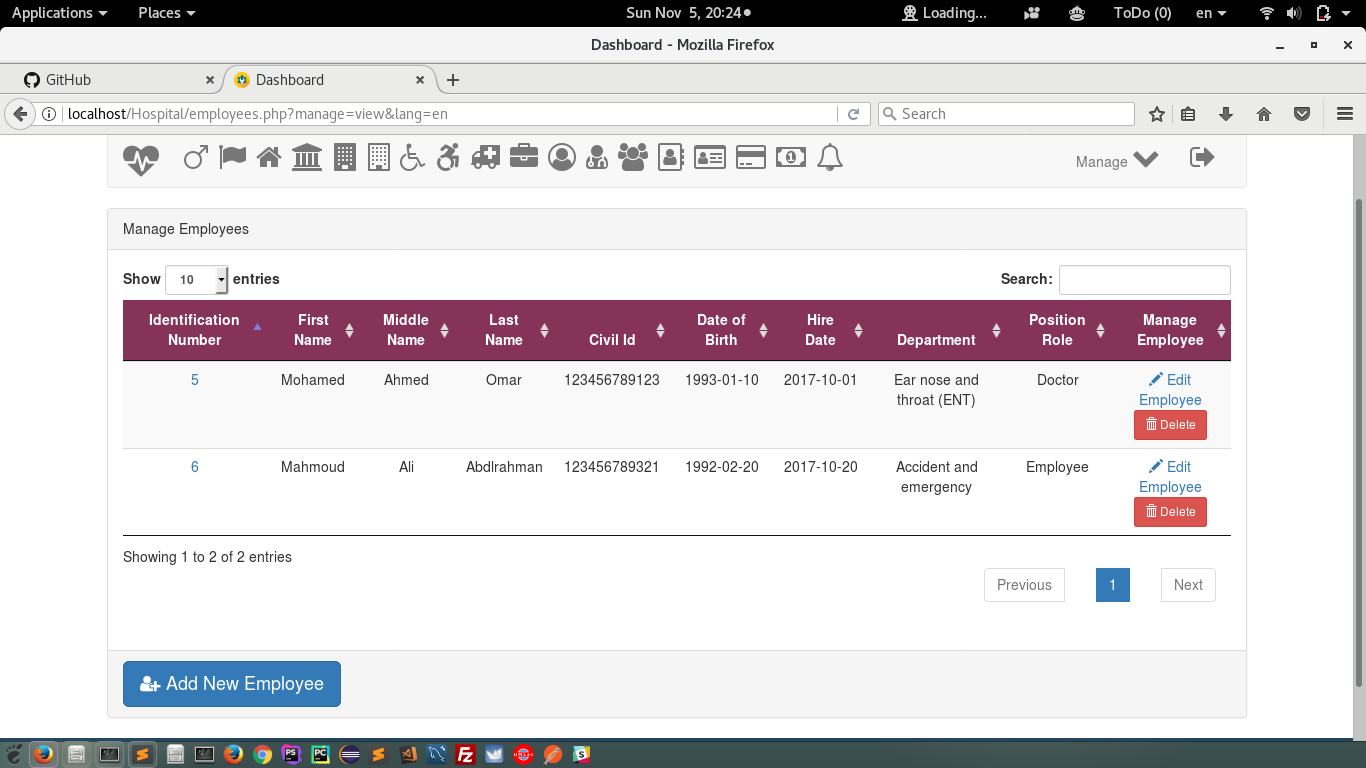 Applications Places Sun Nov 5, 20:24 Loading... ToDo (0) en
Dashboard - Mozilla Firefox
GitHub Dashboard
localhost/Hospital/employees.php?manage=view&lang=en Search
Manage
Manage Employees
Show 10 entries Search:
Identification First Middle Last Date of Hire Position Manage
Number Name Name Name Civil Id Birth Date Department Role Employee
5 Mohamed Ahmed Omar 123456789123 1993-01-10 2017-10-01 Ear nose and Doctor Edit
throat (ENT) Employee
Delete
6 Mahmoud Ali Abdlrahman 123456789321 1992-02-20 2017-10-20 Accident and Employee Edit
emergency Employee
Delete
Showing 1 to 2 of 2 entries
Previous 1 Next
Add New Employee